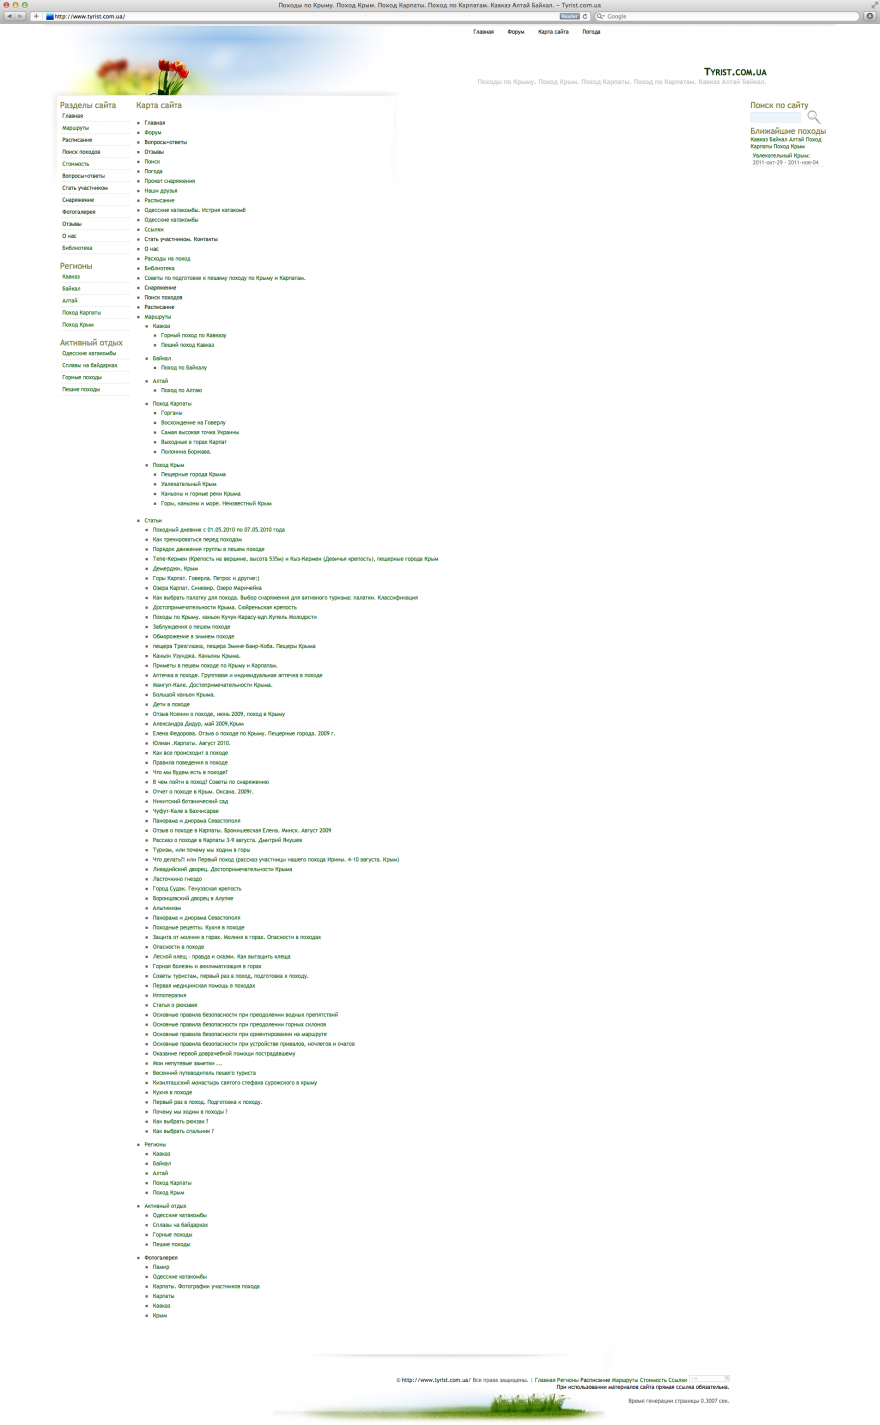 Походы по Крыму. Поход Крым. Поход Карпаты. Поход по Карпатам. Кавказ Алтай Байкал. – Tyrist.com.ua
http://www.tyrist.com.ua/
Reader
Google
Главная Форум Карта сайта Погода
Tyrist.com.ua
Походы по Крыму. Поход Крым. Поход Карпаты. Поход по Карпатам. Кавказ Алтай Байкал.
Разделы сайта
Главная
Маршруты
Расписание
Поиск походов
Стоимость
Вопросы+ответы
Стать участником
Снаряжение
Фотогалерея
Отзывы
О нас
Библиотека
Регионы
Кавказ
Байкал
Алтай
Поход Карпаты
Поход Крым
Активный отдых
Одесские катакомбы
Сплавы на байдарках
Горные походы
Пешие походы
Карта сайта
Главная
Форум
Вопросы+ответы
Отзывы
Поиск
Погода
Прокат снаряжения
Наши друзья
Расписание
Одесские катакомбы. Истрия катакомб
Одесские катакомбы
Ссылки
Стать участником. Контакты
О нас
Расходы на поход
Библиотека
Советы по подготовке к пешему походу по Крыму и Карпатам.
Снаряжение
Поиск походов
Расписание
Маршруты
Кавказ
Горный поход по Кавказу
Пеший поход Кавказ
Байкал
Поход по Байкалу
Алтай
Поход по Алтаю
Поход Карпаты
Горганы
Восхождение на Говерлу
Самая высокая точка Украины
Выходные в горах Карпат
Полонина Боржава.
Поход Крым
Пещерные города Крыма
Увлекательный Крым
Каньоны и горные реки Крыма
Горы, каньоны и море. Неизвестный Крым
Статьи
Походный дневник с 01.05.2010 по 07.05.2010 года
Как тренироваться перед походом
Порядок движения группы в пешем походе
Тепе-Кермен (Крепость на вершине, высота 535м) и Кыз-Кермен (Девичья крепость), пещерные города Крым
Демерджи, Крым
Горы Карпат. Говерла. Петрос и другие:)
Озера Карпат. Синевир. Озеро Маричейка
Как выбрать палатку для похода. Выбор снаряжения для активного туризма: палатки. Классификация
Достопримечательности Крыма. Сюйреньская крепость
Походы по Крыму. каньон Кучук-Карасу-вдп.Купель Молодости
Заблуждения о пешем походе
Обморожение в зимнем походе
пещера Трехглазка, пещера Эмине-Баир-Коба. Пещеры Крыма
Каньон Узунджа. Каньоны Крыма.
Приметы в пешем походе по Крыму и Карпатам.
Аптечка в походе. Групповая и индивидуальная аптечка в походе
Мангуп-Кале. Достопримечательности Крыма.
Большой каньон Крыма.
Дети в походе
Отзыв Ксении о походе, июнь 2009, поход в Крыму
Александра Дидур, май 2009,Крым
Елена Федорова. Отзыв о походе по Крыму. Пещерные города. 2009 г.
Юлиан .Карпаты. Август 2010.
Как все происходит в походе
Правила поведения в походе
Что мы будем есть в походе?
В чем пойти в поход? Советы по снаряжению
Отчет о походе в Крым. Оксана. 2009г.
Никитский ботанический сад
Чуфут-Кале в Бахчисарае
Панорама и диорама Севастополя
Отзыв о походе в Карпаты. Бронишевская Елена. Минск. Август 2009
Рассказ о походе в Карпаты 3-9 августа. Дмитрий Якушев
Туризм, или почему мы ходим в горы
Что делать?! или Первый поход (рассказ участницы нашего похода Ирины. 4-10 августа. Крым)
Ливадийский дворец. Достопримечательности Крыма
Ласточкино гнездо
Город Судак. Генуэзская крепость
Воронцовский дворец в Алупке
Альпинизм
Панорама и диорама Севастополя
Походные рецепты. Кухня в походе
Защита от молнии в горах. Молния в горах. Опасности в походах
Опасности в походе
Лесной клещ - правда и сказки. Как вытащить клеща
Горная болезнь и акклиматизация в горах
Советы туристам, первый раз в поход, подготовка к походу.
Первая медицинская помощь в походах
Иппотерапия
Статья о рюкзаке
Основные правила безопасности при преодолении водных препятствий
Основные правила безопасности при преодолении горных склонов
Основные правила безопасности при ориентировании на маршруте
Основные правила безопасности при устройстве привалов, ночлегов и очагов
Оказание первой доврачебной помощи пострадавшему
Мои непутевые заметки ...
Весенний путеводитель пешего туриста
Кизилташский монастырь святого стефана сурожского в крыму
Кухня в походе
Первый раз в поход. Подготовка к походу.
Почему мы ходим в походы ?
Как выбрать рюкзак ?
Как выбрать спальник ?
Регионы
Кавказ
Байкал
Алтай
Поход Карпаты
Поход Крым
Активный отдых
Одесские катакомбы
Сплавы на байдарках
Горные походы
Пешие походы
Фотогалерея
Памир
Одесские катакомбы
Карпаты. Фотографии участников похода
Карпаты
Кавказ
Крым
Поиск по сайту
Ближайшие походы
Кавказ Байкал Алтай Поход
Карпаты Поход Крым
Увлекательный Крым:
2011-окт-29 - 2011-ноя-04
© http://www.tyrist.com.ua/ Все права защищены. | Главная Регионы Расписание Маршруты Стоимость Ссылки
При использовании материалов сайта прямая ссылка обязательна.
Время генерации страницы 0.3007 сек.